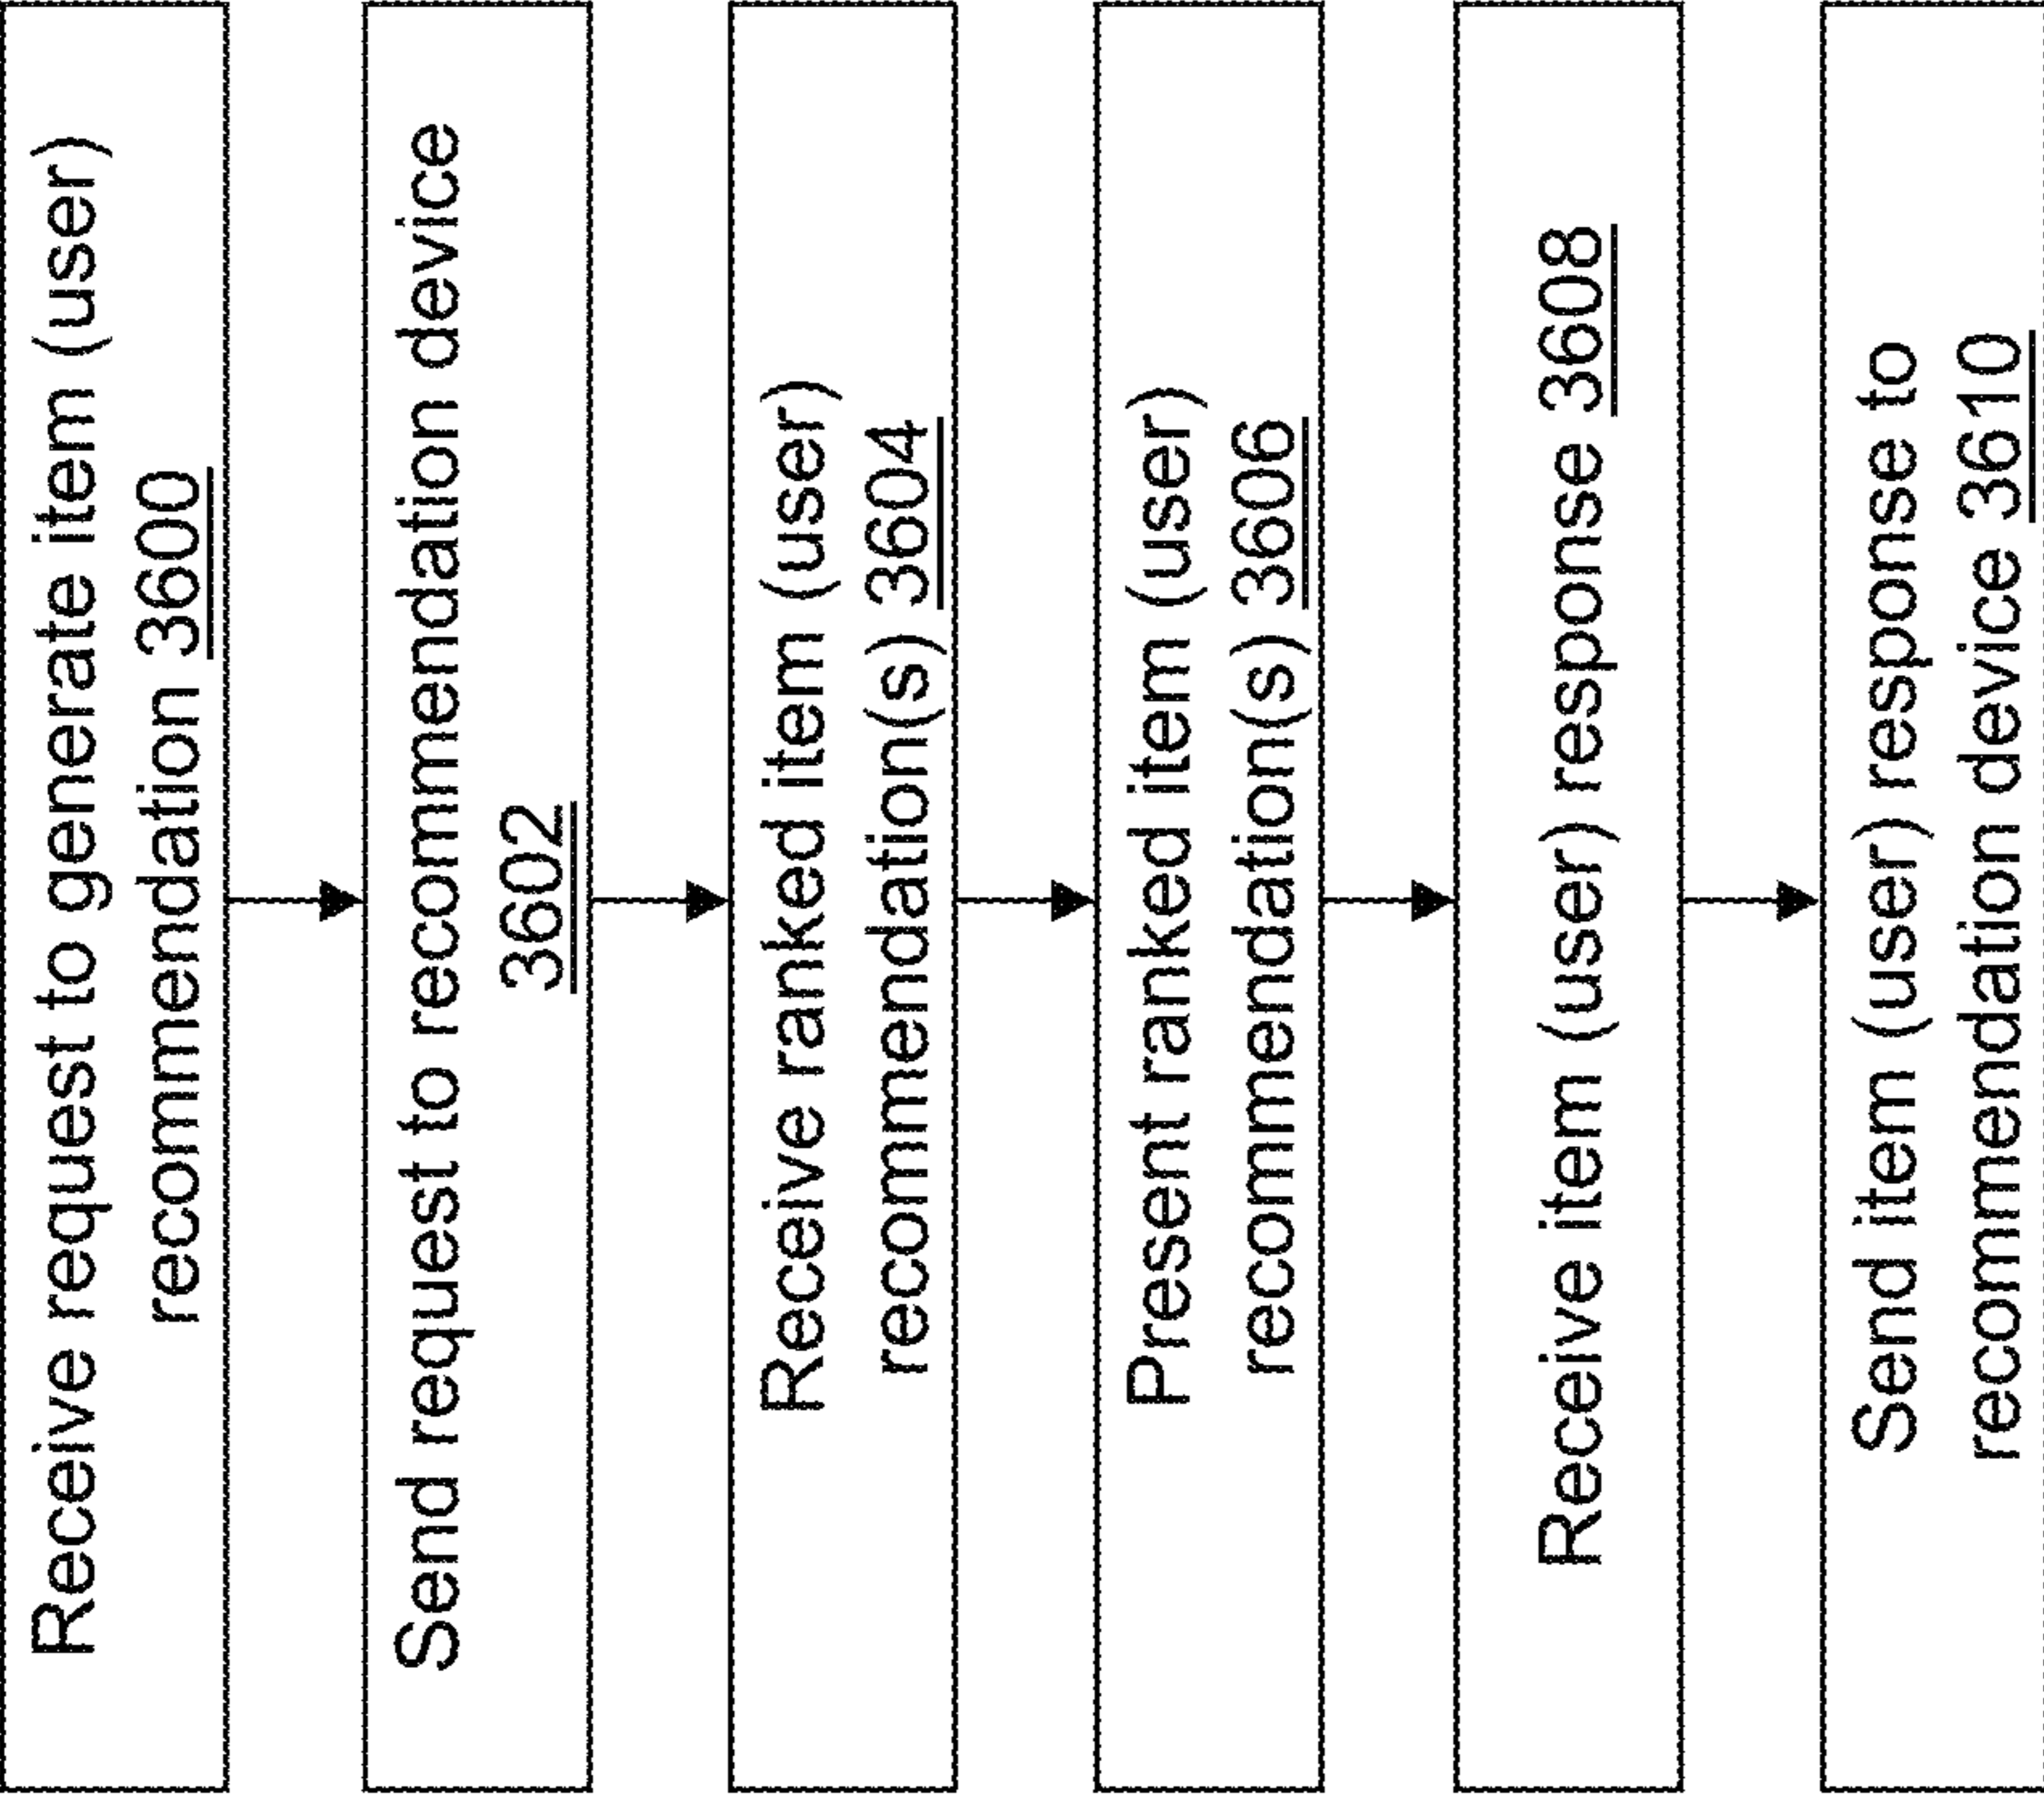 Receive request to generate item (user)
recommendation 3600
Send request to recommendation device
3602
Receive ranked item (user)
recommendation(s) 3604
Present ranked item (user)
recommendation(s) 3606
Receive item (user) response 3608
Send item (user) response to
recommendation device 3610